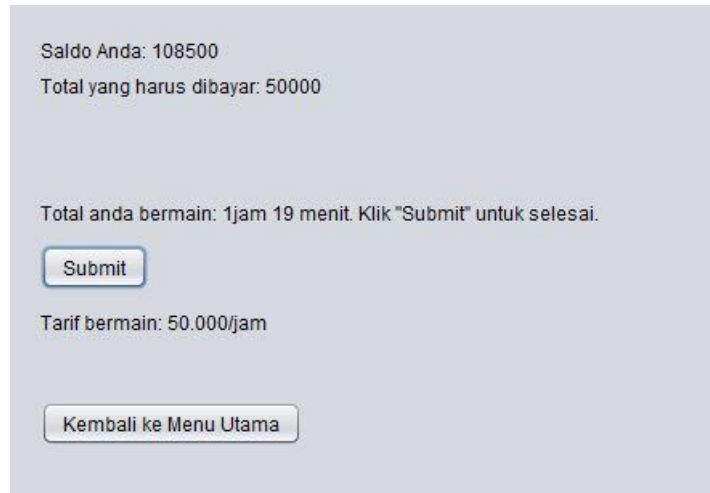 Saldo Anda: 108500
Total yang harus dibayar: 50000
Total anda bermain: 1jam 19 menit. Klik "Submit" untuk selesai.
Submit
Tarif bermain: 50.000/jam
Kembali ke Menu Utama